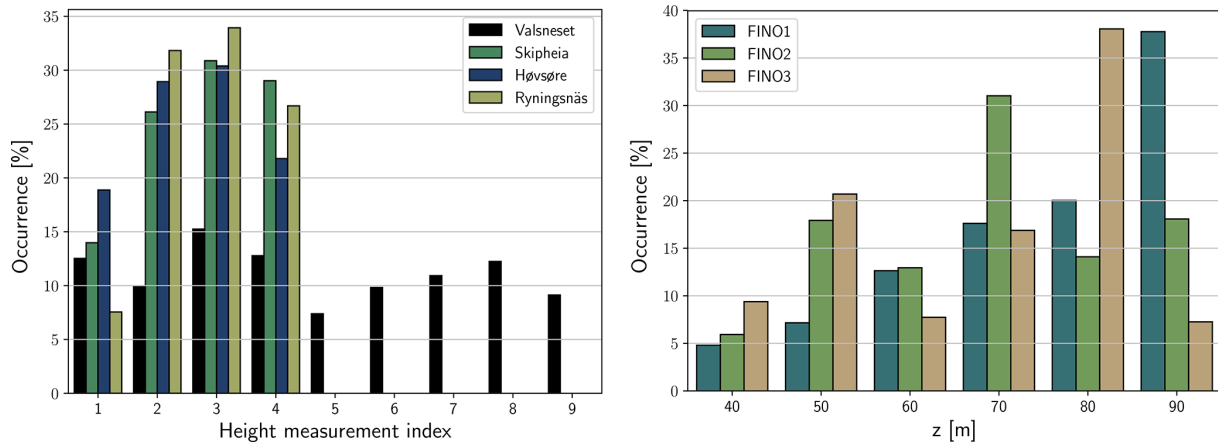 35
30
25
20
15
10
5
0
Occurrence [%]
Valsneset
Skipheia
Høvsøre
Ryningsnäs
1 2 3 4 5 6 7 8 9
Height measurement index
40
35
30
25
20
15
10
5
0
Occurrence [%]
FINO1
FINO2
FINO3
40 50 60 70 80 90
z [m]